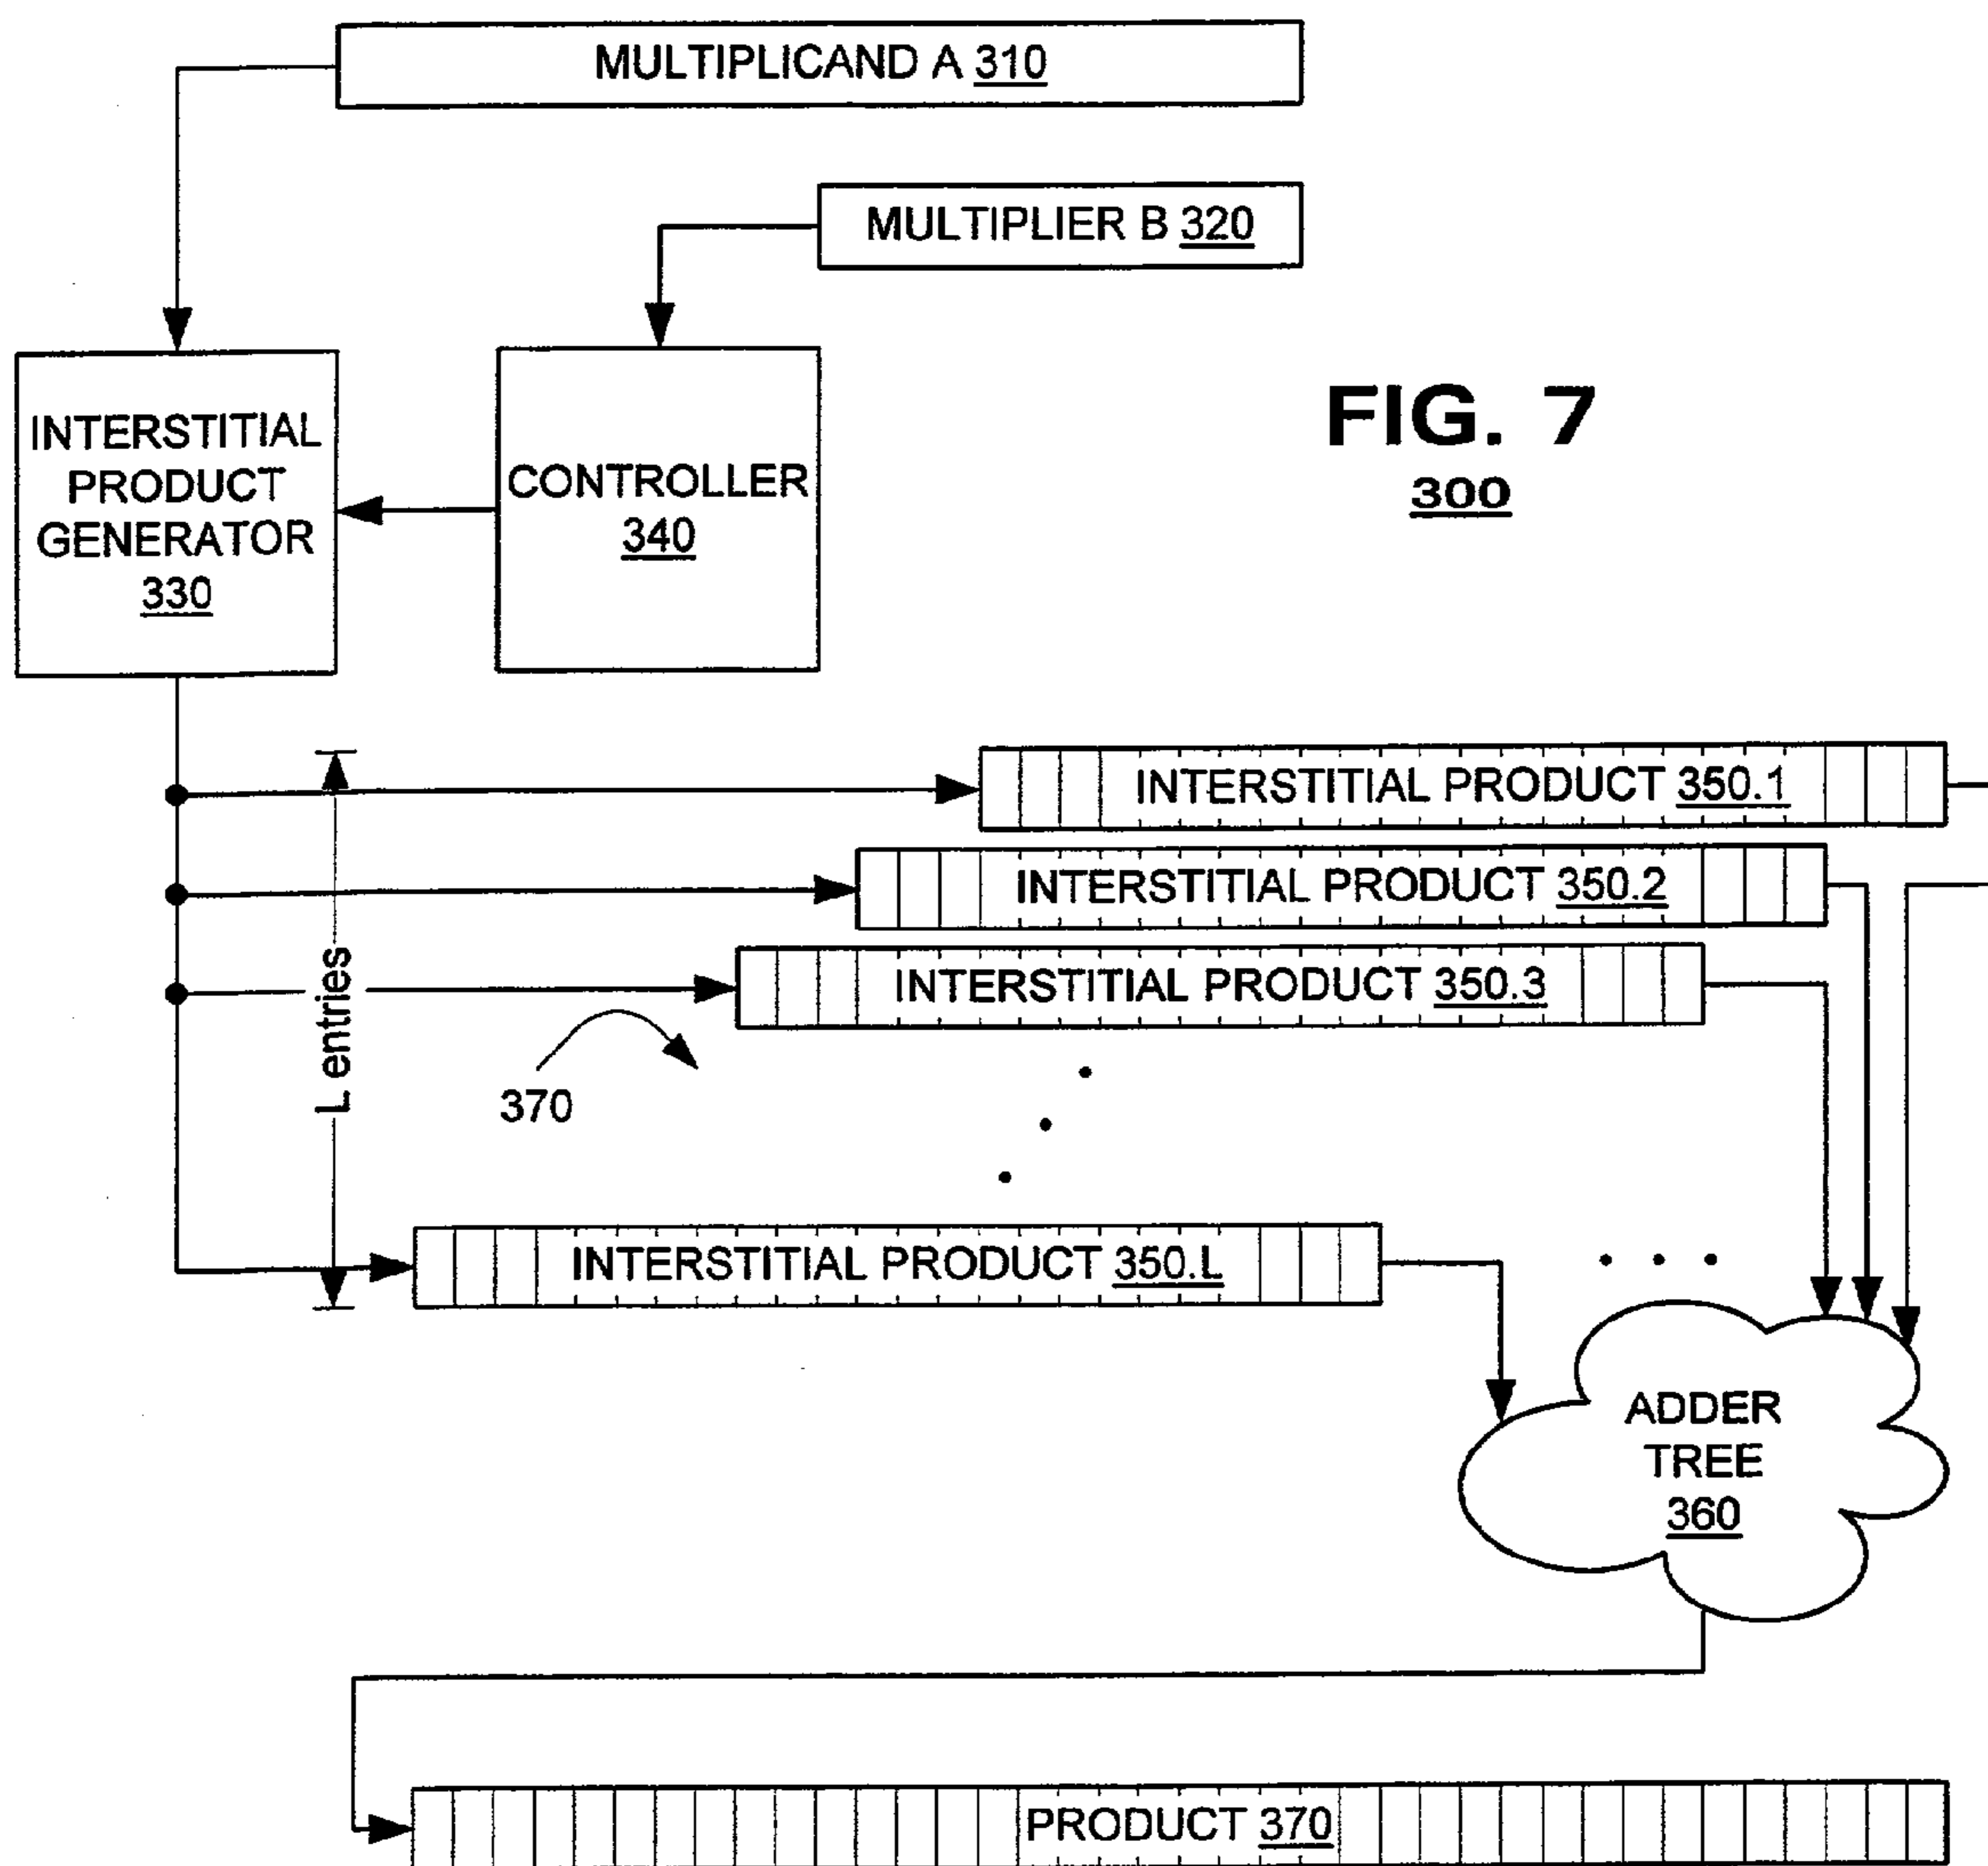 MULTIPLICAND A 310
MULTIPLIER B 320
INTERSTITIAL
PRODUCT
GENERATOR
330
CONTROLLER
340
FIG. 7
300
INTERSTITIAL PRODUCT 350.1
INTERSTITIAL PRODUCT 350.2
INTERSTITIAL PRODUCT 350.3
L entries
370
INTERSTITIAL PRODUCT 350.L
ADDER
TREE
360
PRODUCT 370